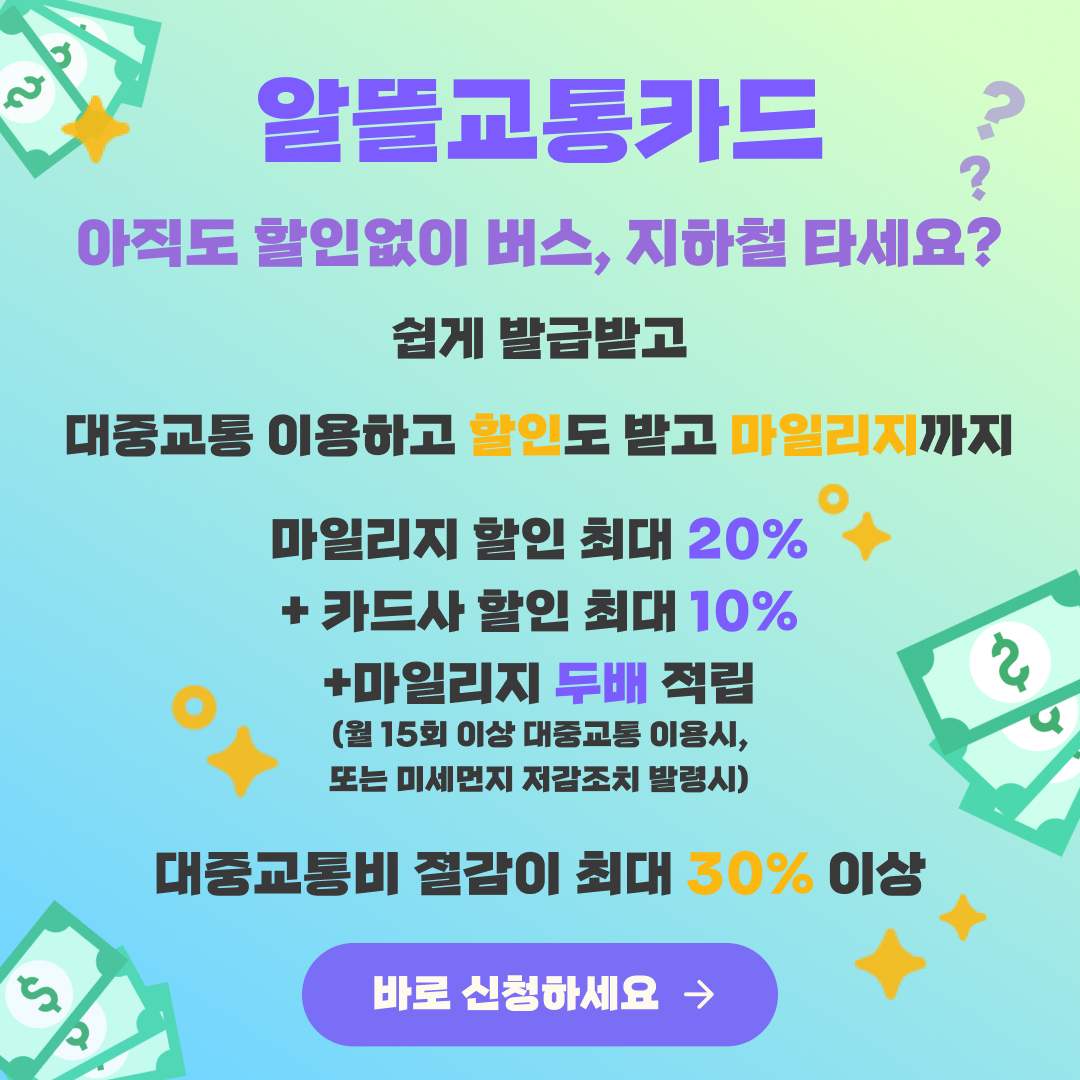 알뜰교통카드
아직도 할인없이 버스, 지하철 타세요?
쉽게 발급받고
대중교통 이용하고 할인도 받고 마일리지까지
마일리지 할인 최대 20%
+ 카드사 할인 최대 10%
+마일리지 두배 적립
(월 15회 이상 대중교통 이용시,
또는 미세먼지 저감조치 발령시)
대중교통비 절감이 최대 30% 이상
바로 신청하세요 →